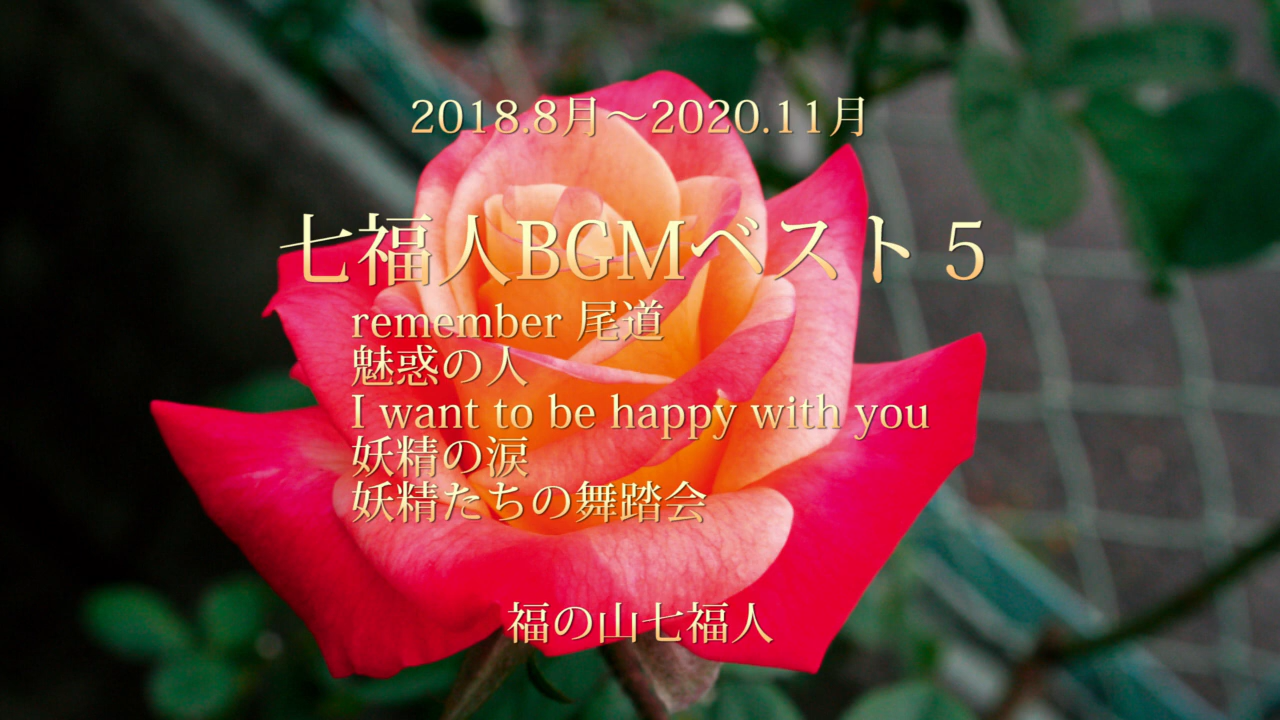 2018.8月～2020.11月
七福人BGMベスト５
remember 尾道
魅惑の人
I want to be happy with you
妖精の涙
妖精たちの舞踏会
福の山七福人